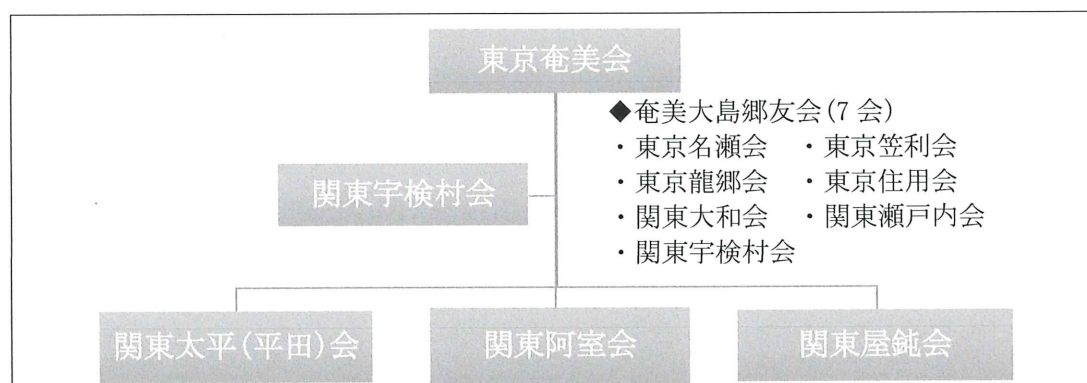 東京奄美会
◆奄美大島郷友会(7 会)
・東京名瀬会 ・東京笠利会
・東京龍郷会 ・東京住用会
・関東大和会 ・関東瀬戸内会
・関東宇検村会
関東宇検村会
関東太平(平田)会
関東阿室会
関東屋鈍会